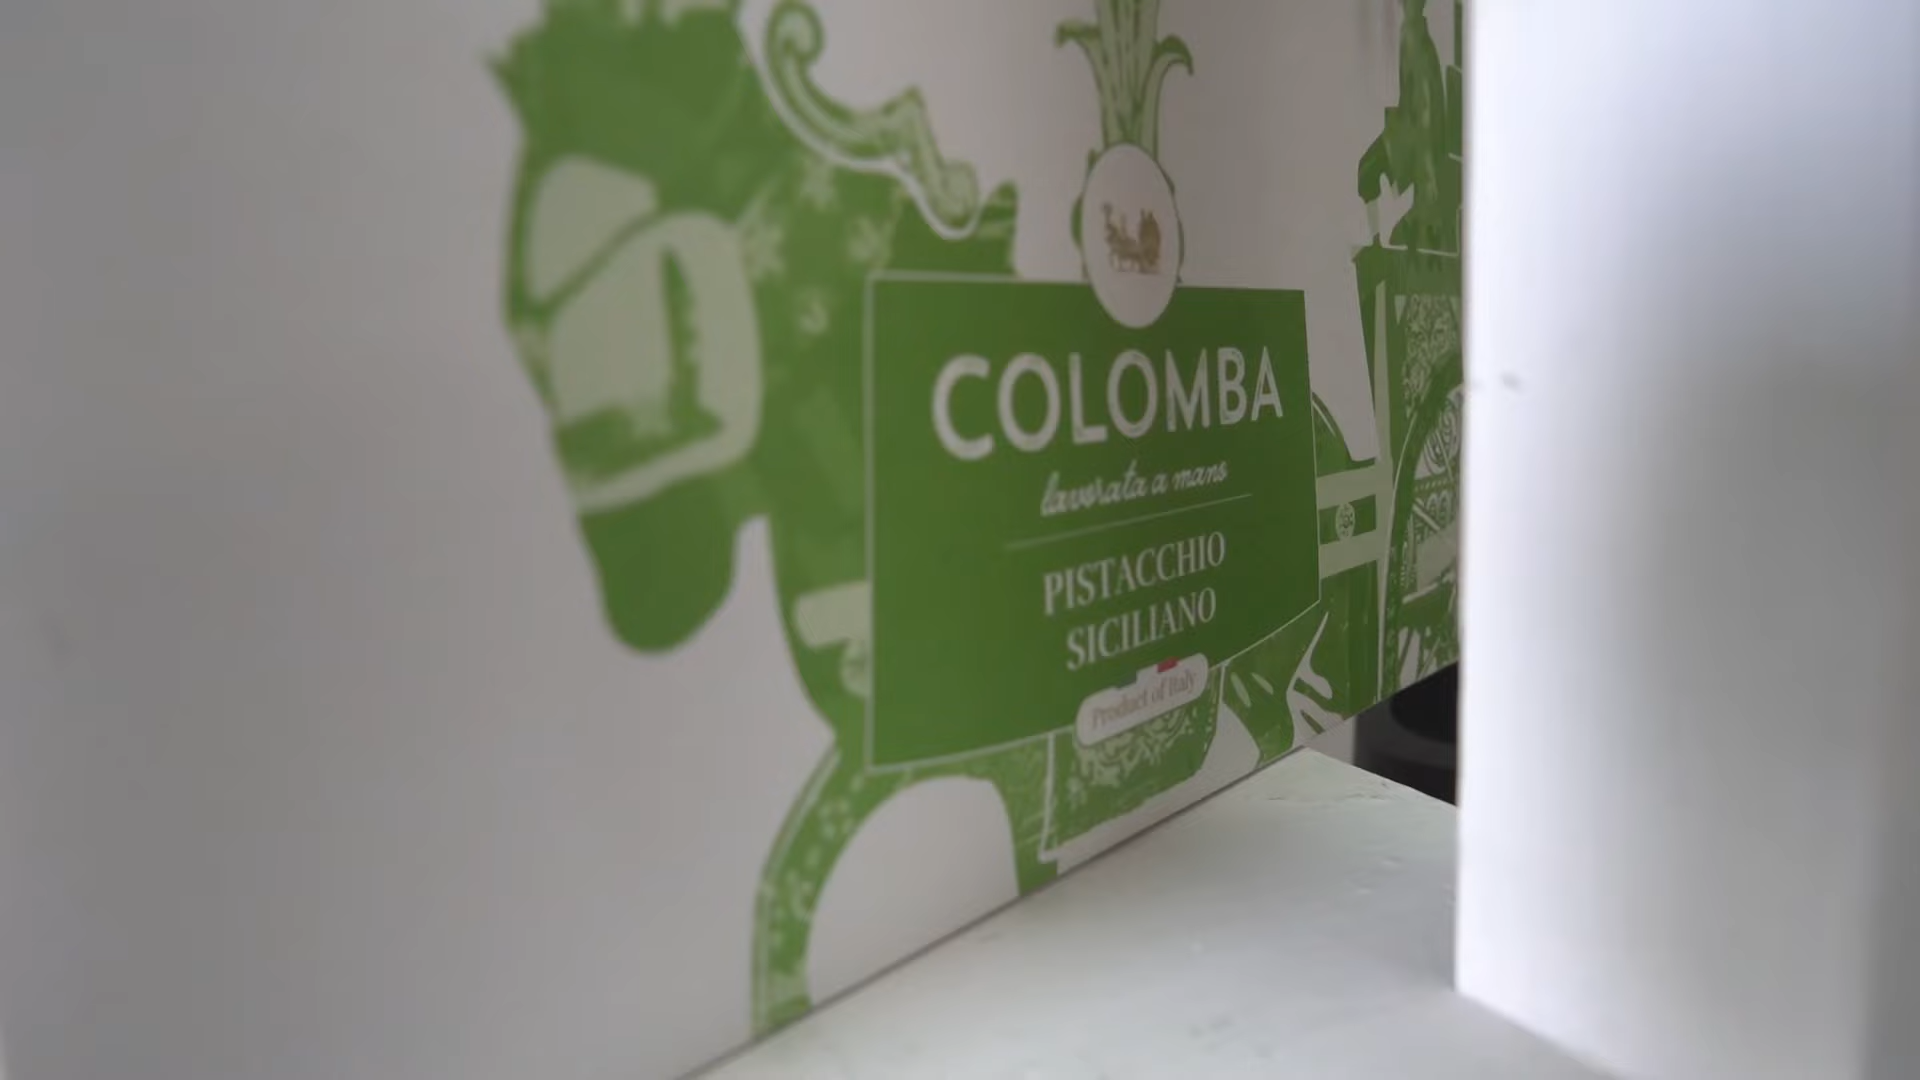 COLOMBA
lavorata a mano
PISTACCHIO
SICILIANO
Product of Italy